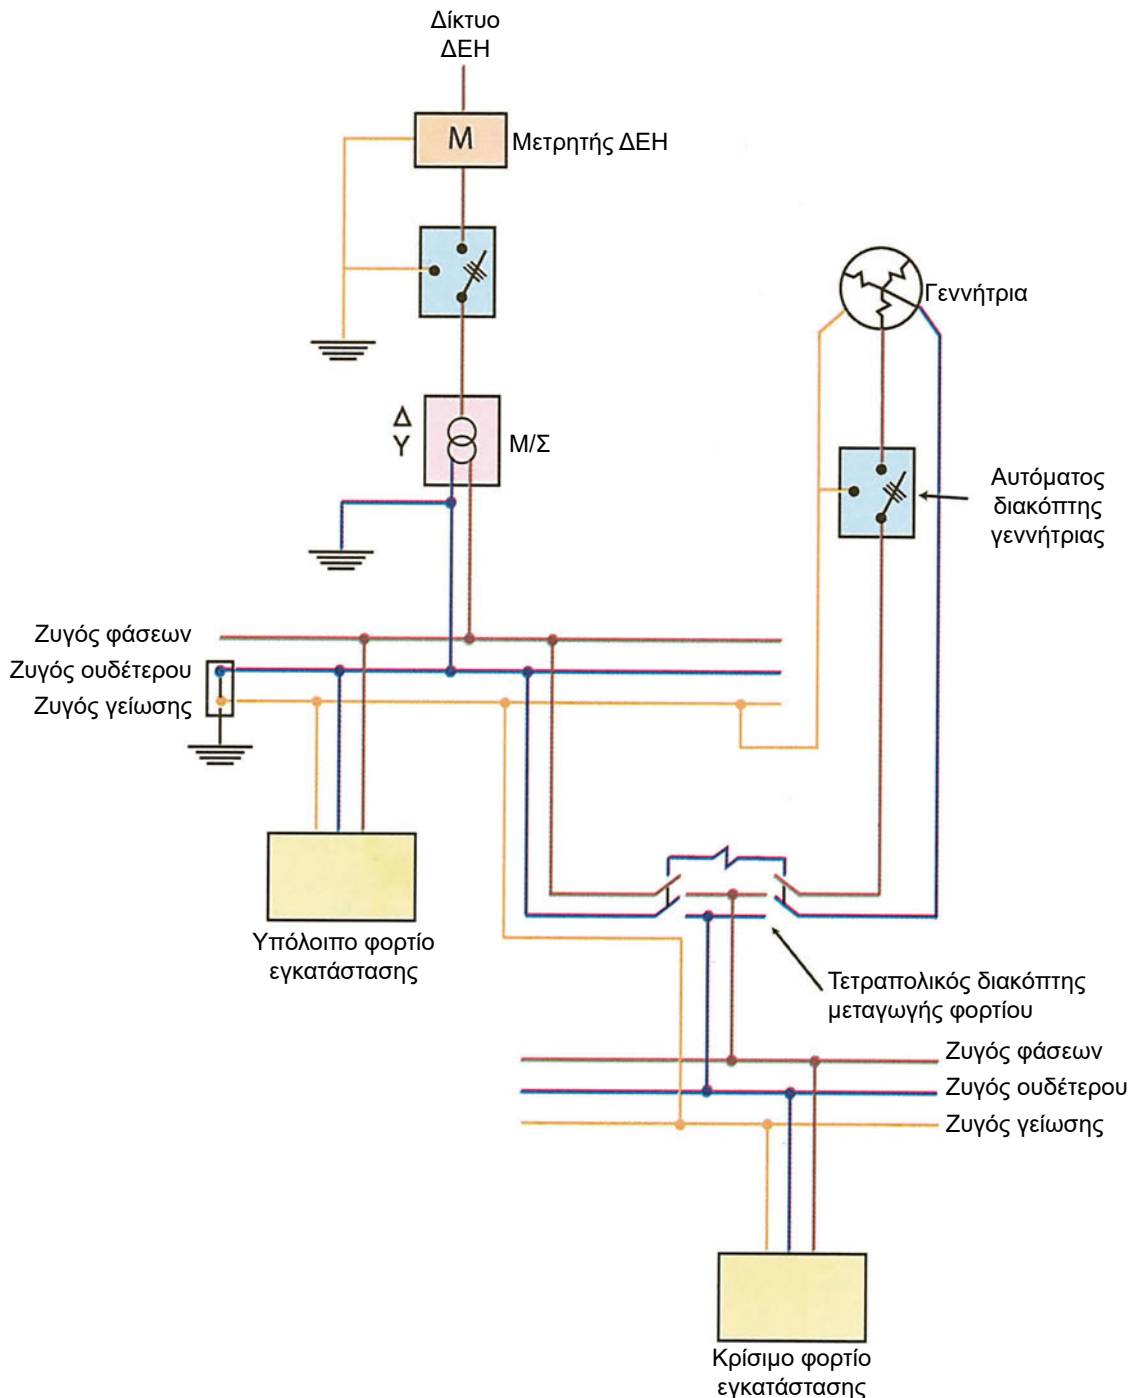 Δίκτυο
ΔΕΗ
M
Μετρητής ΔΕΗ
Γεννήτρια
Δ
Υ
Μ/Σ
Αυτόματος
διακόπτης
γεννήτριας
Ζυγός φάσεων
Ζυγός ουδέτερου
Ζυγός γείωσης
Υπόλοιπο φορτίο
εγκατάστασης
Τετραπολικός διακόπτης
μεταγωγής φορτίου
Ζυγός φάσεων
Ζυγός ουδέτερου
Ζυγός γείωσης
Κρίσιμο φορτίο
εγκατάστασης